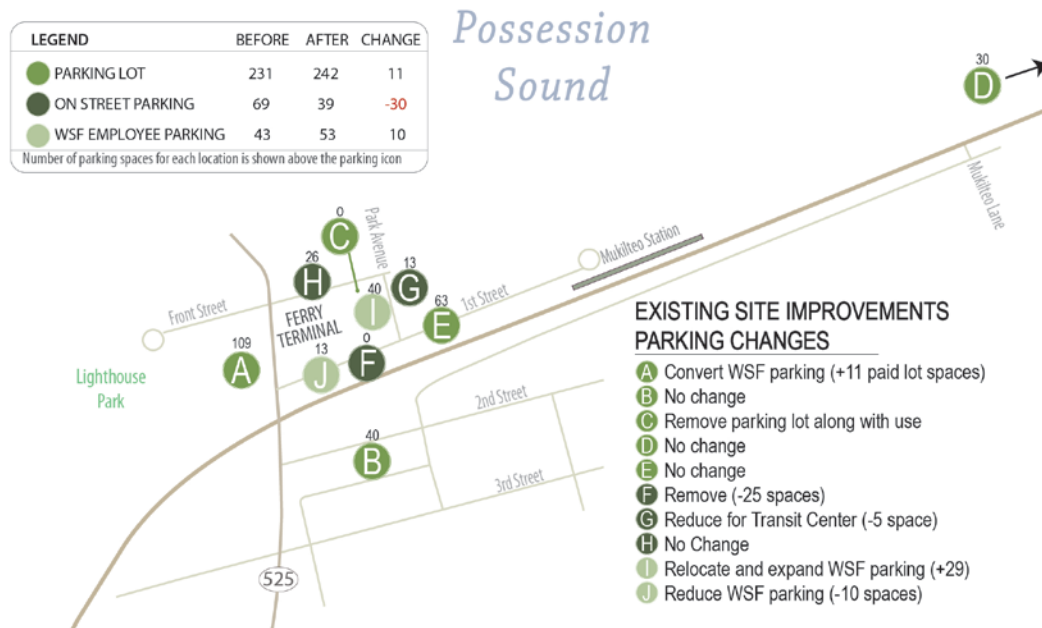 Possession
Sound
LEGEND BEFORE AFTER CHANGE
PARKING LOT 231 242 11
ON STREET PARKING 69 39 -30
WSF EMPLOYEE PARKING 43 53 10
Number of parking spaces for each location is shown above the parking icon
30
D
Mukilteo Lane
Mukilteo Station
0
C
Park Avenue
26
H
13
G
40
I
63
E
1st Street
Front Street
FERRY
TERMINAL
109
A
13
J
0
F
Lighthouse
Park
2nd Street
40
B
3rd Street
525
EXISTING SITE IMPROVEMENTS
PARKING CHANGES
A Convert WSF parking (+11 paid lot spaces)
B No change
C Remove parking lot along with use
D No change
E No change
F Remove (-25 spaces)
G Reduce for Transit Center (-5 space)
H No Change
I Relocate and expand WSF parking (+29)
J Reduce WSF parking (-10 spaces)